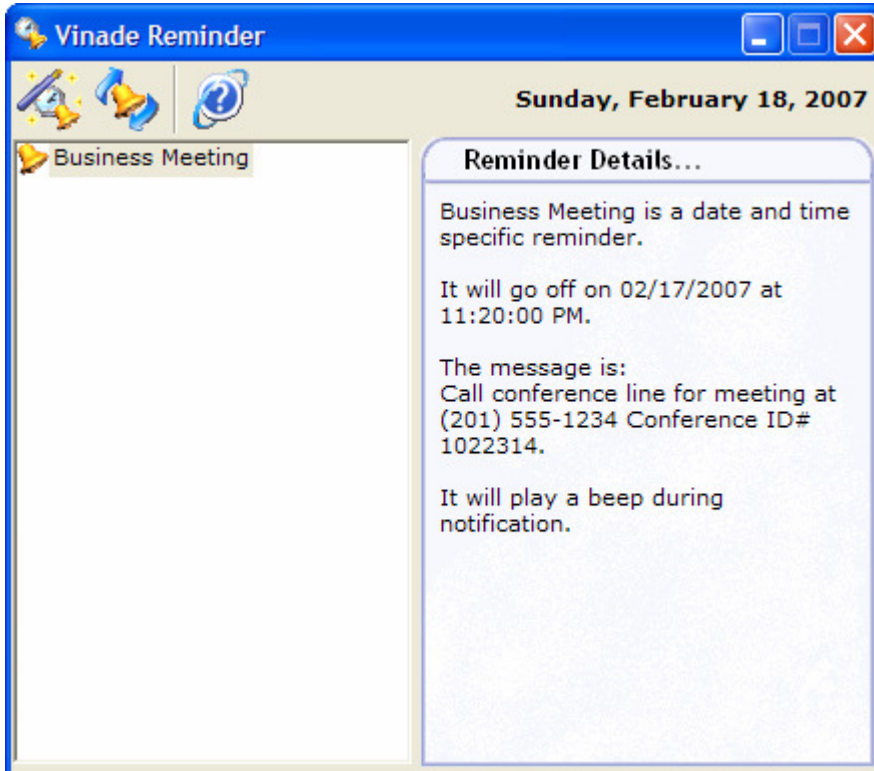 Vinade Reminder
Sunday, February 18, 2007
Business Meeting
Reminder Details...
Business Meeting is a date and time
specific reminder.
It will go off on 02/17/2007 at
11:20:00 PM.
The message is:
Call conference line for meeting at
(201) 555-1234 Conference ID#
1022314.
It will play a beep during
notification.